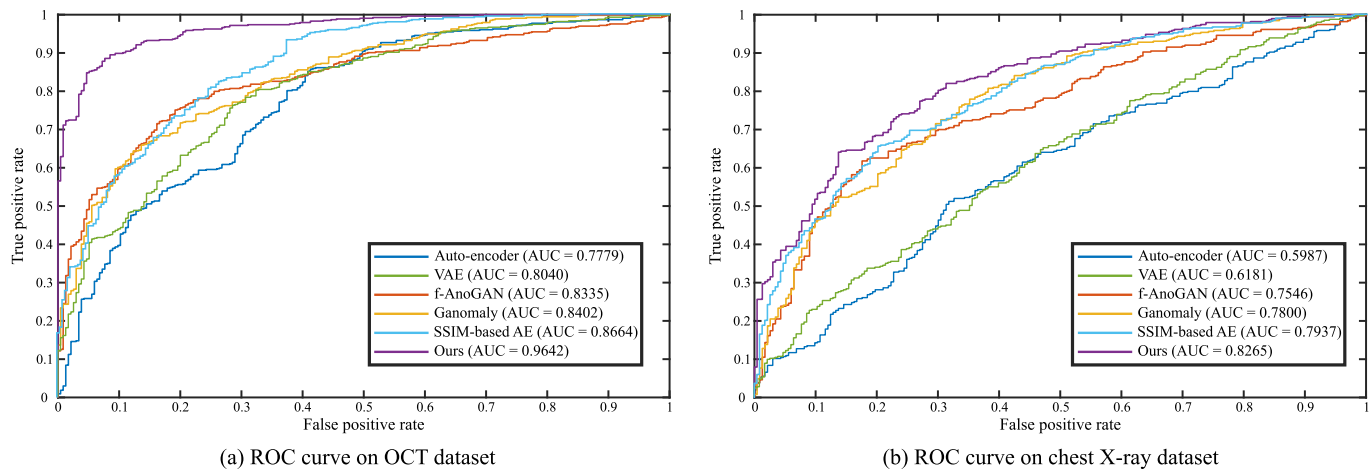 1
0.9
0.8
0.7
0.6
0.5
0.4
0.3
0.2
0.1
0
True positive rate
Auto-encoder (AUC = 0.7779)
VAE (AUC = 0.8040)
f-AnoGAN (AUC = 0.8335)
Ganomaly (AUC = 0.8402)
SSIM-based AE (AUC = 0.8664)
Ours (AUC = 0.9642)
0 0.1 0.2 0.3 0.4 0.5 0.6 0.7 0.8 0.9 1
False positive rate
(a) ROC curve on OCT dataset
1
0.9
0.8
0.7
0.6
0.5
0.4
0.3
0.2
0.1
0
True positive rate
Auto-encoder (AUC = 0.5987)
VAE (AUC = 0.6181)
f-AnoGAN (AUC = 0.7546)
Ganomaly (AUC = 0.7800)
SSIM-based AE (AUC = 0.7937)
Ours (AUC = 0.8265)
0 0.1 0.2 0.3 0.4 0.5 0.6 0.7 0.8 0.9 1
False positive rate
(b) ROC curve on chest X-ray dataset